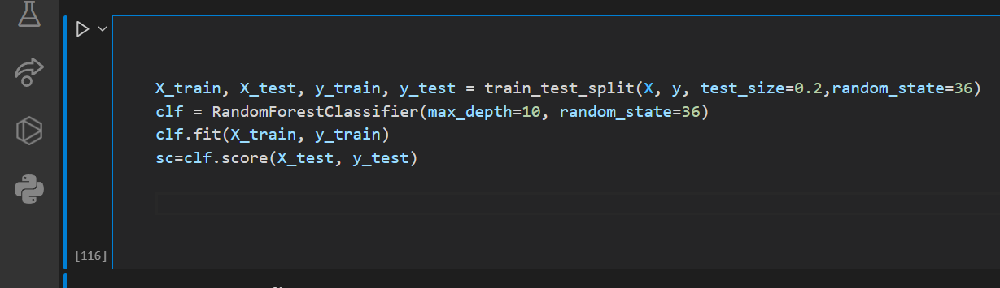 X_train, X_test, y_train, y_test = train_test_split(X, y, test_size=0.2,random_state=36)
clf = RandomForestClassifier(max_depth=10, random_state=36)
clf.fit(X_train, y_train)
sc=clf.score(X_test, y_test)
[116]